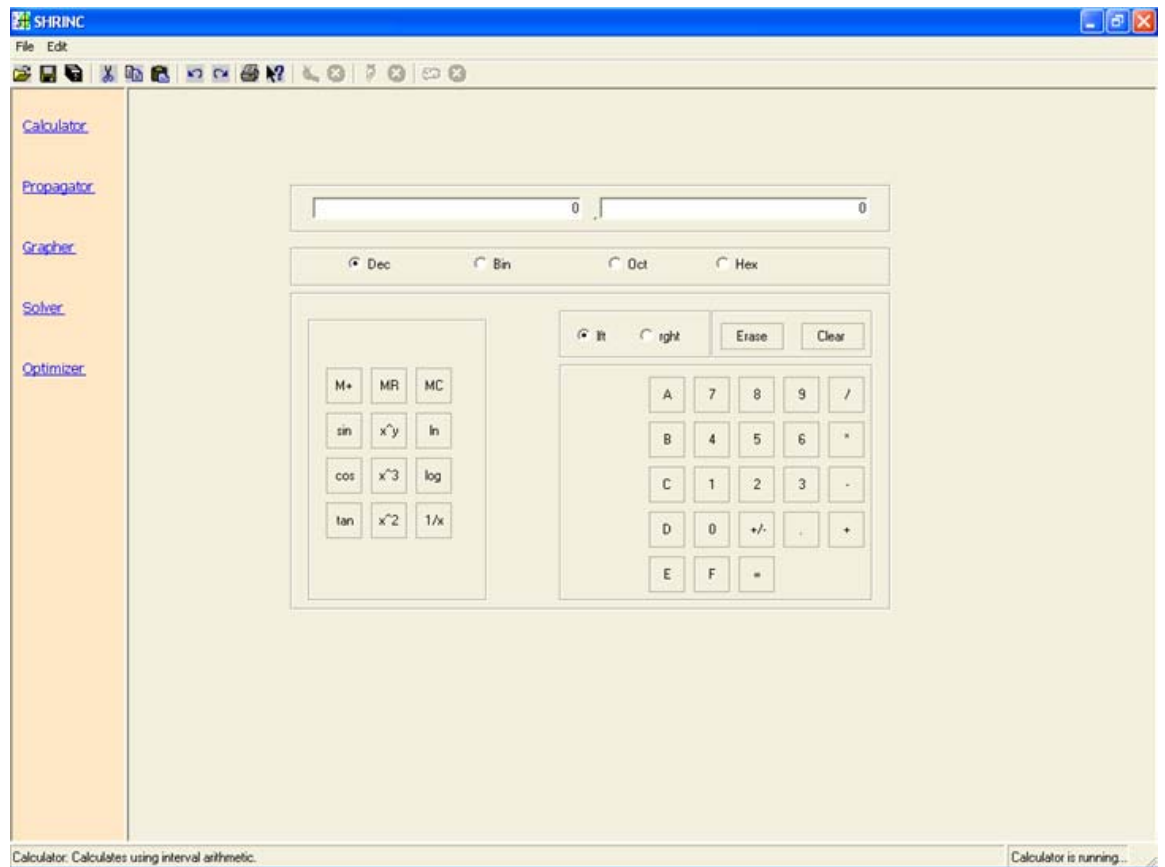 SHRINC
File Edit
Calculator
Propagator
Grapher
Solver
Optimizer
0 , 0
Dec Bin Oct Hex
lft rght Erase Clear
M+ MR MC
sin x^y ln
cos x^3 log
tan x^2 1/x
A 7 8 9 /
B 4 5 6 *
C 1 2 3 -
D 0 +/- . +
E F =
Calculator: Calculates using interval arithmetic.
Calculator is running...